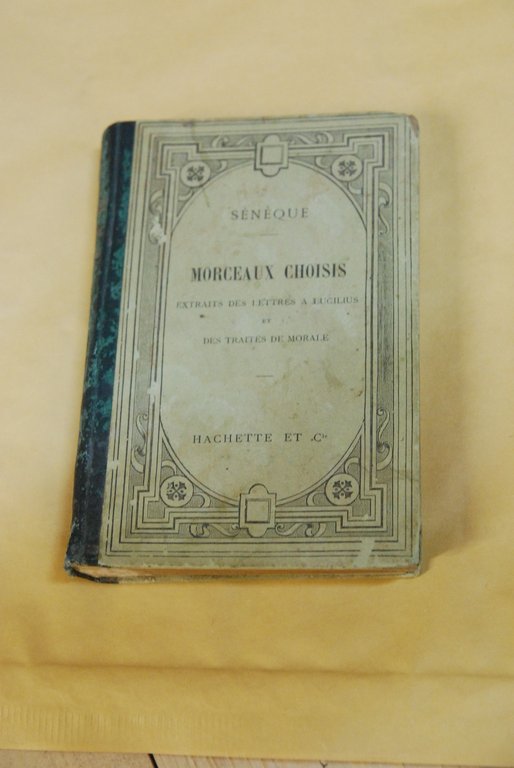 SÉNÈQUE
MORCEAUX CHOISIS
EXTRAITS DES LETTRES A LUCILIUS
ET
DES TRAITÉS DE MORALE
HACHETTE ET Cie